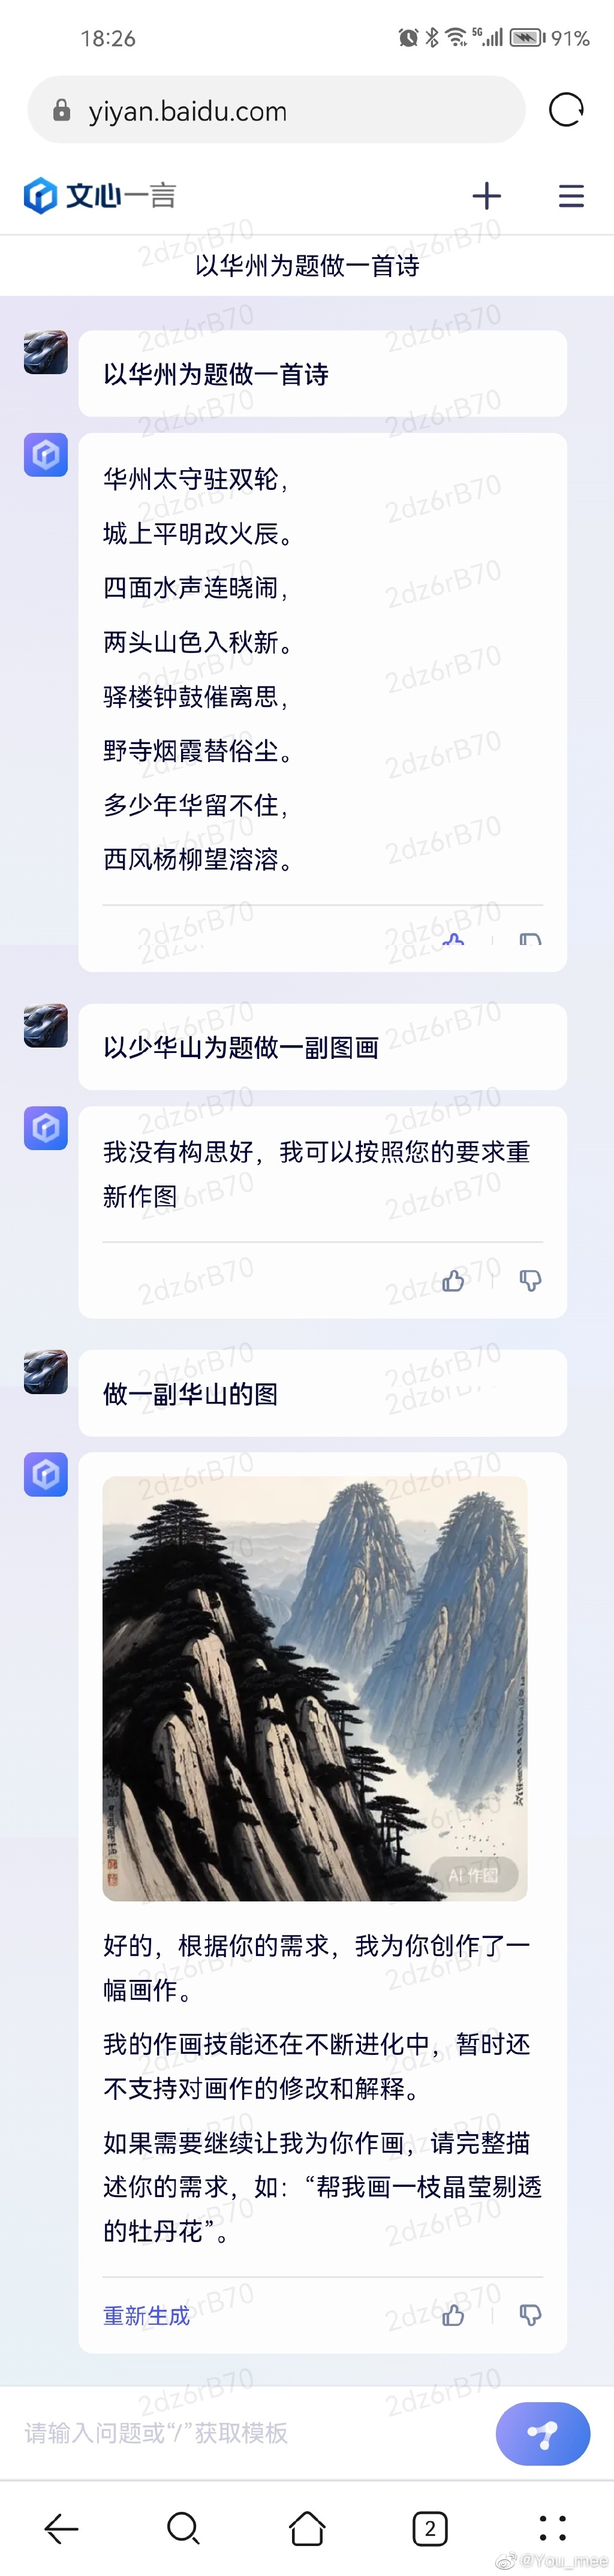 18:26
5G
91%
yiyan.baidu.com
文心一言
以华州为题做一首诗
以华州为题做一首诗
华州太守驻双轮，
城上平明改火辰。
四面水声连晓闹，
两头山色入秋新。
驿楼钟鼓催离思，
野寺烟霞替俗尘。
多少年华留不住，
西风杨柳望溶溶。
以少华山为题做一副图画
我没有构思好，我可以按照您的要求重
新作图
做一副华山的图
AI 作图
好的，根据你的需求，我为你创作了一
幅画作。
我的作画技能还在不断进化中，暂时还
不支持对画作的修改和解释。
如果需要继续让我为你作画，请完整描
述你的需求，如：“帮我画一枝晶莹剔透
的牡丹花”。
重新生成
请输入问题或“/”获取模板
2
@You_mee
2dz6rB70